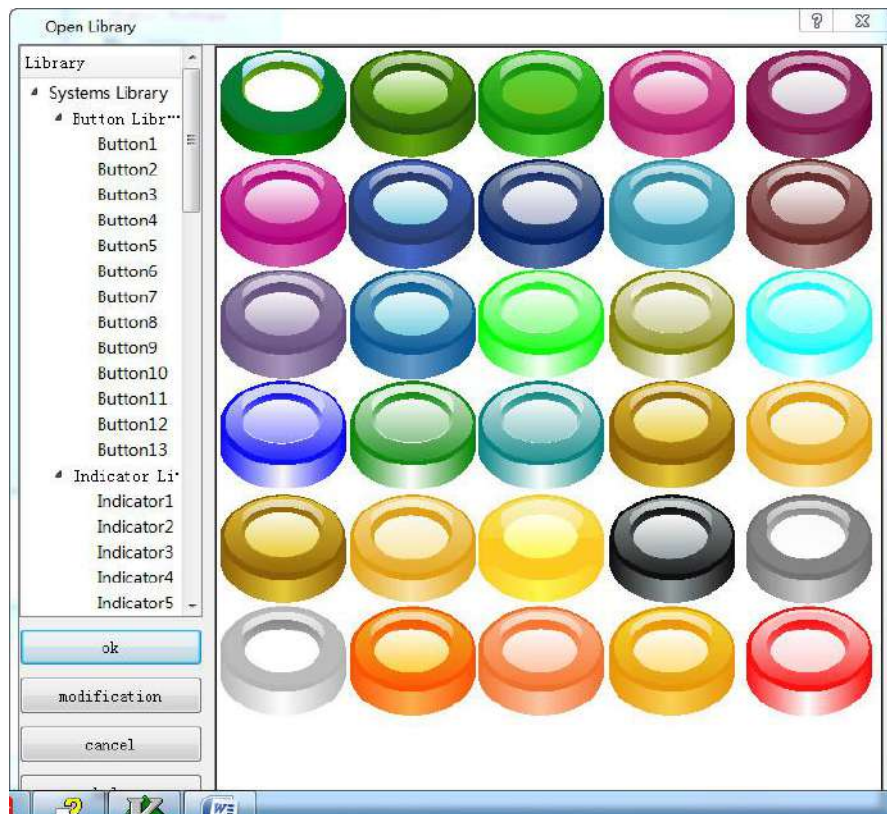 Open Library
Library
Systems Library
Button Libr...
Button1
Button2
Button3
Button4
Button5
Button6
Button7
Button8
Button9
Button10
Button11
Button12
Button13
Indicator Li
Indicator1
Indicator2
Indicator3
Indicator4
Indicator5
ok
modification
cancel